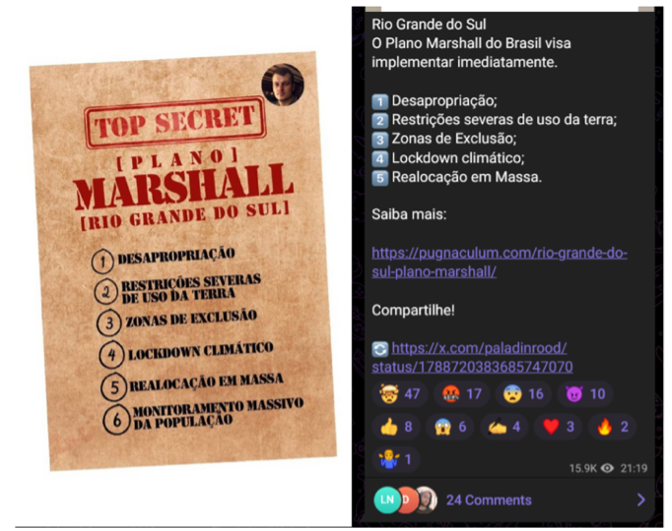 TOP SECRET
[PLANO]
MARSHALL
[RIO GRANDE DO SUL]
1 DESAPROPRIAÇÃO
2 RESTRIÇÕES SEVERAS
DE USO DA TERRA
3 ZONAS DE EXCLUSÃO
4 LOCKDOWN CLIMÁTICO
5 REALOCAÇÃO EM MASSA
6 MONITORAMENTO MASSIVO
DA POPULAÇÃO
Rio Grande do Sul
O Plano Marshall do Brasil visa
implementar imediatamente.
1 Desapropriação;
2 Restrições severas de uso da terra;
3 Zonas de Exclusão;
4 Lockdown climático;
5 Realocação em Massa.
Saiba mais:
https://pugnaculum.com/rio-grande-do-
sul-plano-marshall/
Compartilhe!
https://x.com/paladinrood/
status/1788720383685747070
47 17 16 10
8 6 4 3 2
1
15.9K 21:19
LN D 24 Comments